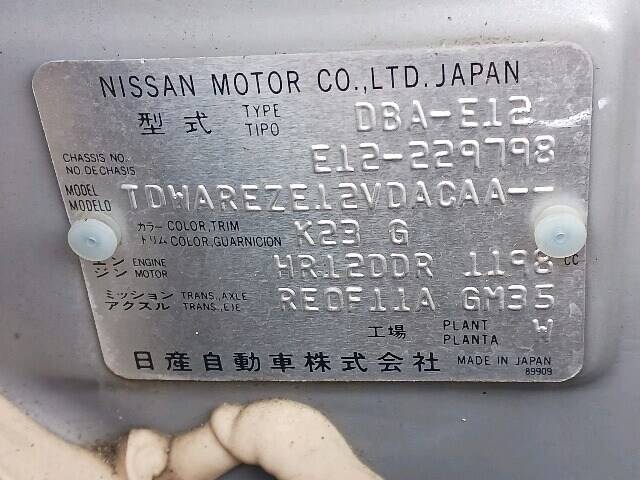 NISSAN MOTOR CO.,LTD.JAPAN
型式 TYPE TIPO DBA-E12
CHASSIS NO. NO.DE CHASIS E12-229798
MODEL MODELO TDWAREZE12VDACAA--
カラー COLOR,TRIM
トリム COLOR,GUARNICION K23 G
エンジン ENGINE MOTOR HR12DDR 1198 CC
ミッション TRANS.,AXLE
アクスル TRANS.,EJE RE0F11A GM35
工場 PLANT PLANTA W
日産自動車株式会社 MADE IN JAPAN
89909